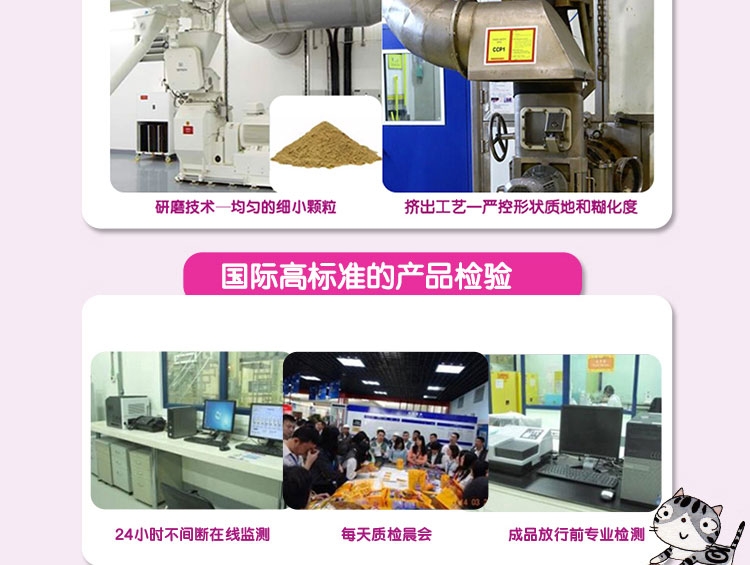 CCP1
研磨技术—均匀的细小颗粒
挤出工艺—严控形状质地和糊化度
国际高标准的产品检验
24小时不间断在线监测
每天质检晨会
成品放行前专业检测